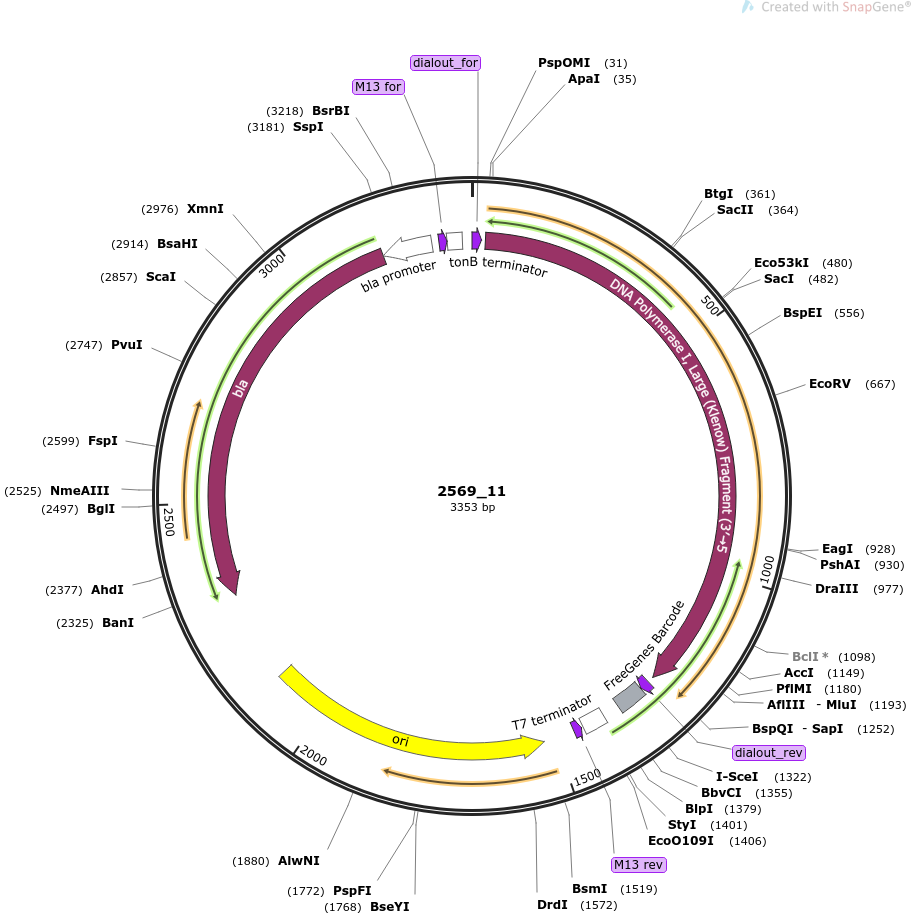 Created with SnapGene®
dialout_for
M13 for
PspOMI (31)
ApaI (35)
(3218) BsrBI
(3181) SspI
BtgI (361)
SacII (364)
(2976) XmnI
(2914) BsaHI
(2857) ScaI
Eco53kI (480)
SacI (482)
BspEI (556)
(2747) PvuI
EcoRV (667)
(2599) FspI
(2525) NmeAIII
(2497) BglI
EagI (928)
PshAI (930)
DraIII (977)
(2377) AhdI
(2325) BanI
BclI * (1098)
AccI (1149)
PflMI (1180)
AflIII - MluI (1193)
BspQI - SapI (1252)
dialout_rev
I-SceI (1322)
BbvCI (1355)
BlpI (1379)
StyI (1401)
EcoO109I (1406)
M13 rev
BsmI (1519)
DrdI (1572)
(1880) AlwNI
(1772) PspFI
(1768) BseYI
500
1000
1500
2000
2500
3000
bla promoter
tonB terminator
DNA Polymerase I, Large (Klenow) Fragment (3'→5
bla
FreeGenes Barcode
T7 terminator
ori
2569_11
3353 bp